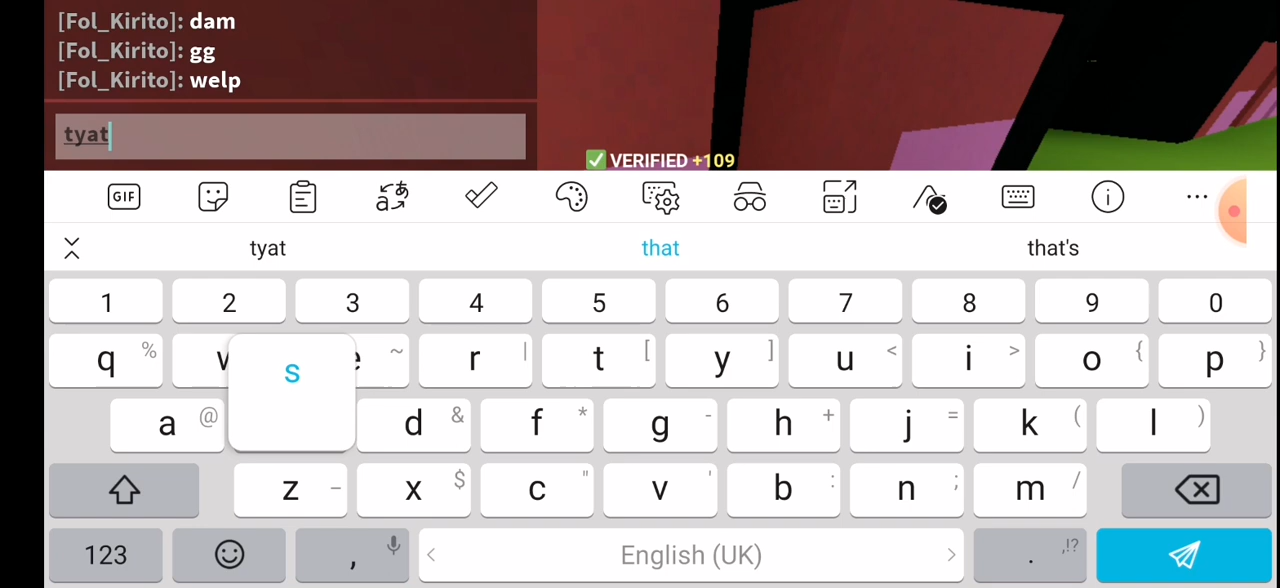 [Fol_Kirito]: dam
[Fol_Kirito]: gg
[Fol_Kirito]: welp
tyat
✅ VERIFIED +109
GIF
tyat that that's
1 2 3 4 5 6 7 8 9 0
q % w e ~ r | t [ y ] u < i > o { p }
a @ s d & f * g - h + j = k ( l )
z _ x $ c " v ' b : n ; m /
123 , < English (UK) > . ,!?